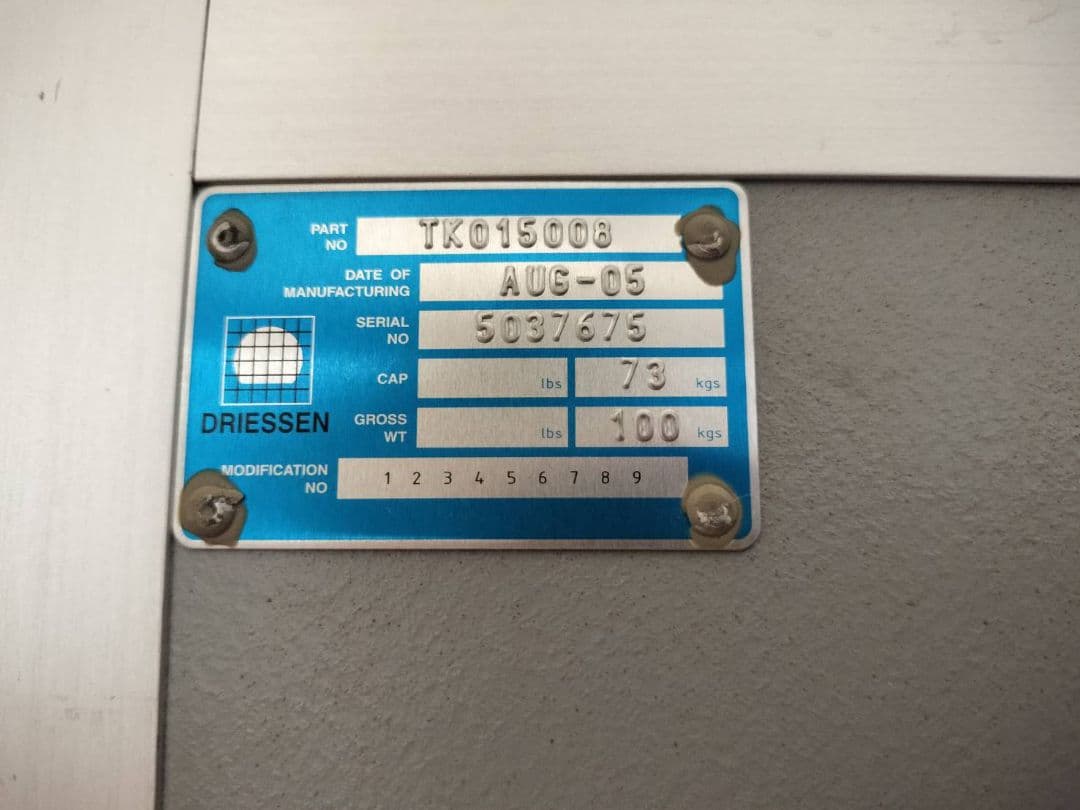 PART NO TK015008
DATE OF MANUFACTURING AUG-05
SERIAL NO 5037675
CAP lbs 73 kgs
DRIESSEN
GROSS WT lbs 100 kgs
MODIFICATION NO 1 2 3 4 5 6 7 8 9